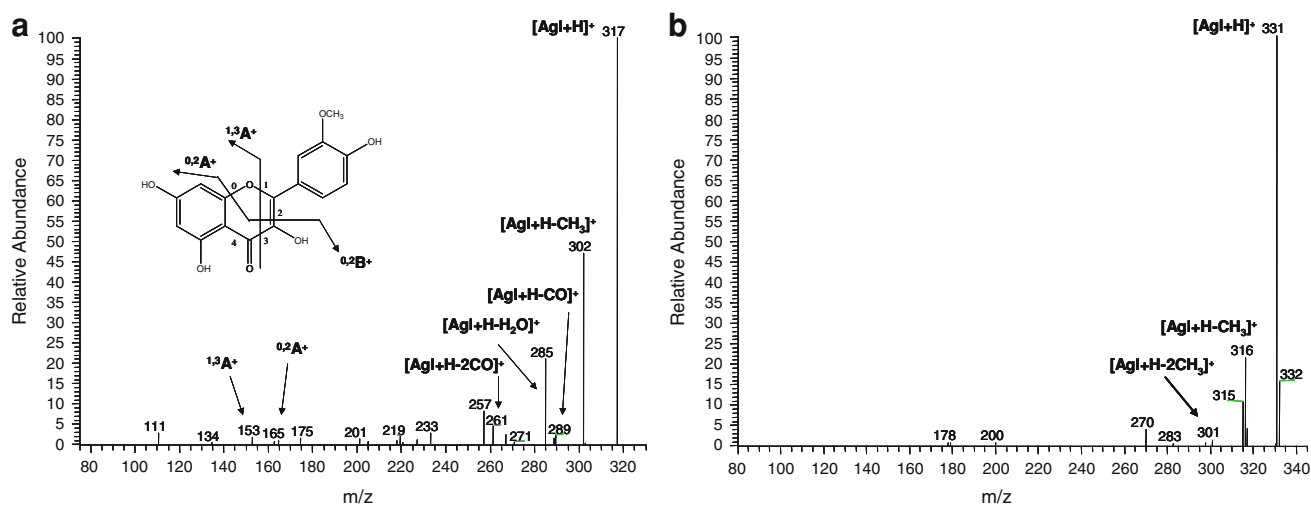 a
[Agl+H]+ 317
100
95
90
85
80
75
70
65
60
55
50
45
40
35
30
25
20
15
10
5
0
Relative Abundance
OCH3
1,3A+
OH
0,2A+
HO
0
O
1
2
4
3
OH
0,2B+
OH
O
[Agl+H-CH3]+
302
[Agl+H-CO]+
[Agl+H-H2O]+
285
[Agl+H-2CO]+
0,2A+
1,3A+
257
261
111
134
153
165
175
201
219
233
271
289
80 100 120 140 160 180 200 220 240 260 280 300 320
m/z
b
[Agl+H]+ 331
100
95
90
85
80
75
70
65
60
55
50
45
40
35
30
25
20
15
10
5
0
Relative Abundance
[Agl+H-CH3]+
316
[Agl+H-2CH3]+
332
315
270
178
200
283
301
80 100 120 140 160 180 200 220 240 260 280 300 320 340
m/z